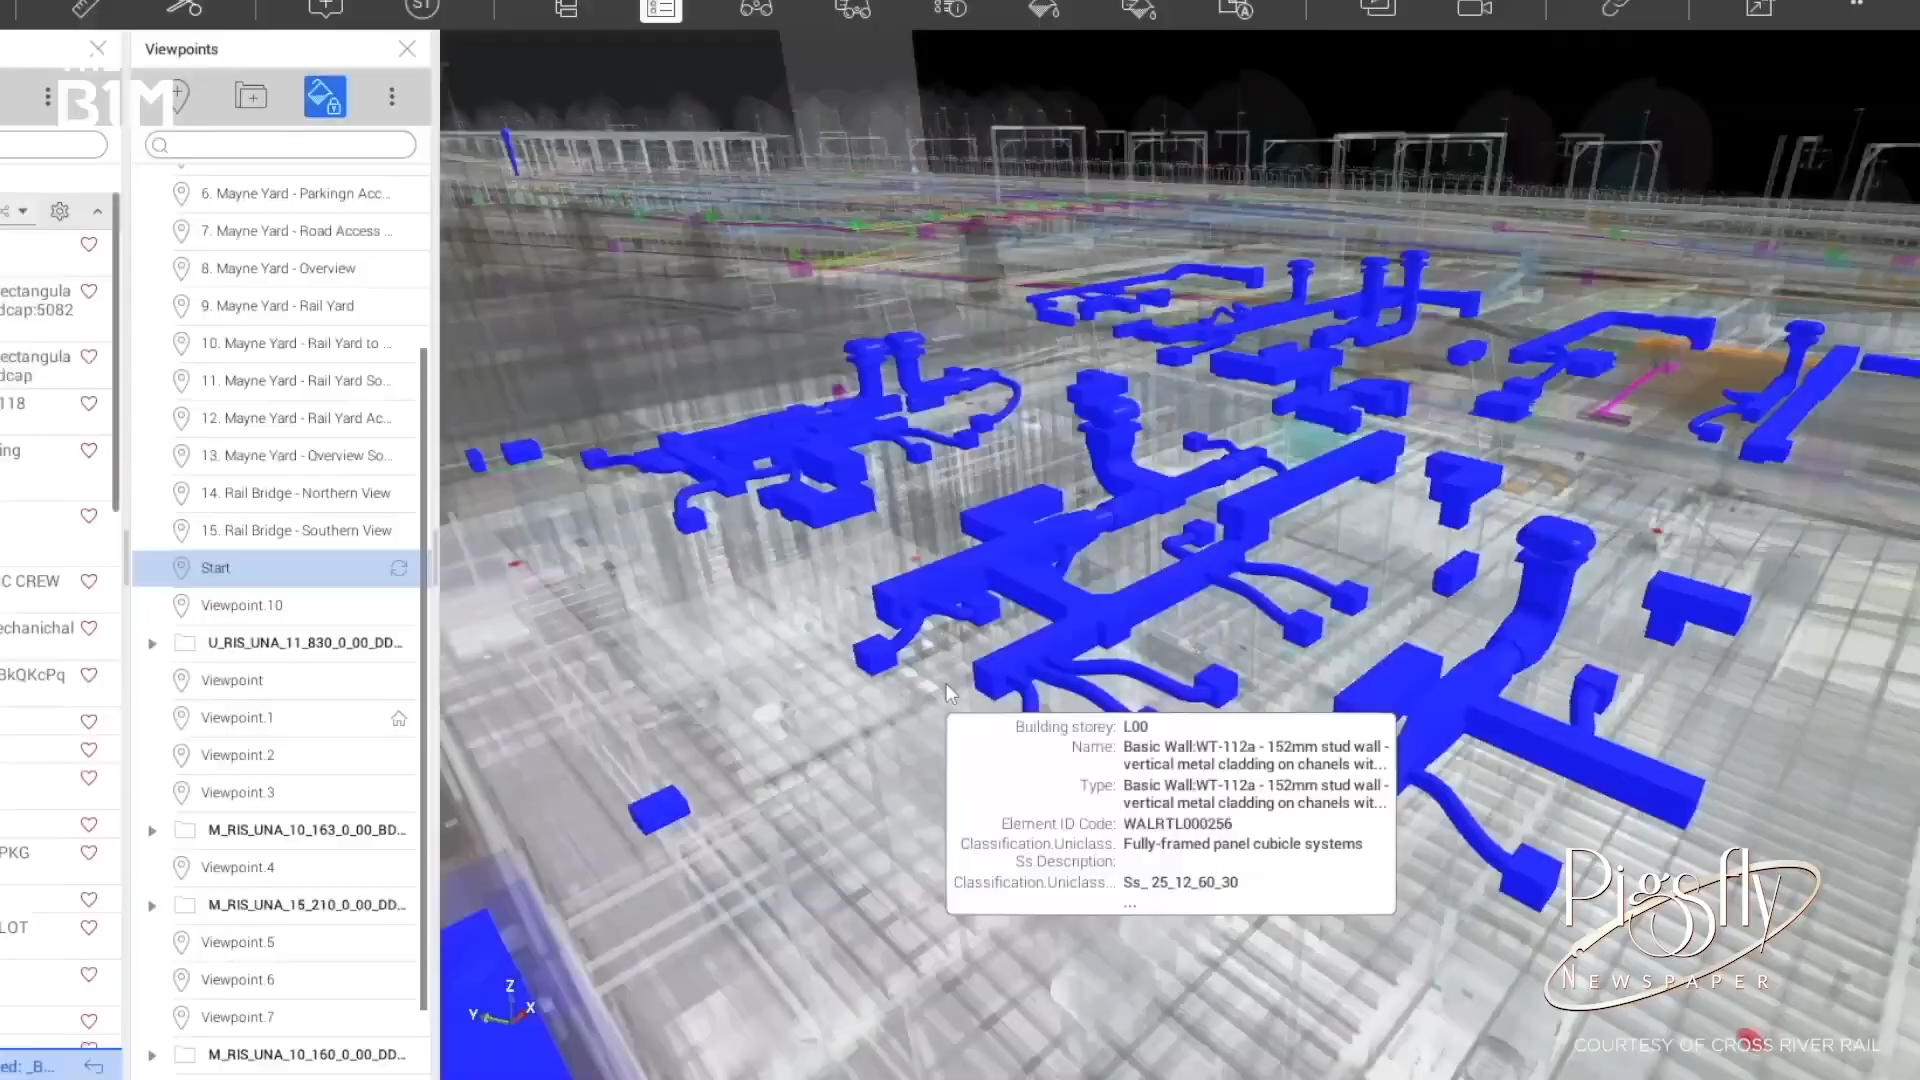 ST
Viewpoints
THE
B1M
6. Mayne Yard - Parkingn Acc...
7. Mayne Yard - Road Access ...
8. Mayne Yard - Overview
9. Mayne Yard - Rail Yard
10. Mayne Yard - Rail Yard to ...
11. Mayne Yard - Rail Yard So...
12. Mayne Yard - Rail Yard Ac...
13. Mayne Yard - Overview So...
14. Rail Bridge - Northern View
15. Rail Bridge - Southern View
Start
Viewpoint.10
U_RIS_UNA_11_830_0_00_DD...
Viewpoint
Viewpoint.1
Viewpoint.2
Viewpoint.3
M_RIS_UNA_10_163_0_00_BD...
Viewpoint.4
M_RIS_UNA_15_210_0_00_DD...
Viewpoint.5
Viewpoint.6
Viewpoint.7
M_RIS_UNA_10_160_0_00_DD...
ectangula
dcap:5082
ectangula
dcap
118
ing
C CREW
echanichal
BkQKcPq
PKG
LOT
ed: _B...
Building storey: L00
Name: Basic Wall:WT-112a - 152mm stud wall -
vertical metal cladding on chanels wit...
Type: Basic Wall:WT-112a - 152mm stud wall -
vertical metal cladding on chanels wit...
Element ID Code: WALRTL000256
Classification.Uniclass. Fully-framed panel cubicle systems
Ss.Description:
Classification.Uniclass... Ss_ 25_12_60_30
...
Z
Y X
Pigsfly
NEWSPAPER
COURTESY OF CROSS RIVER RAIL